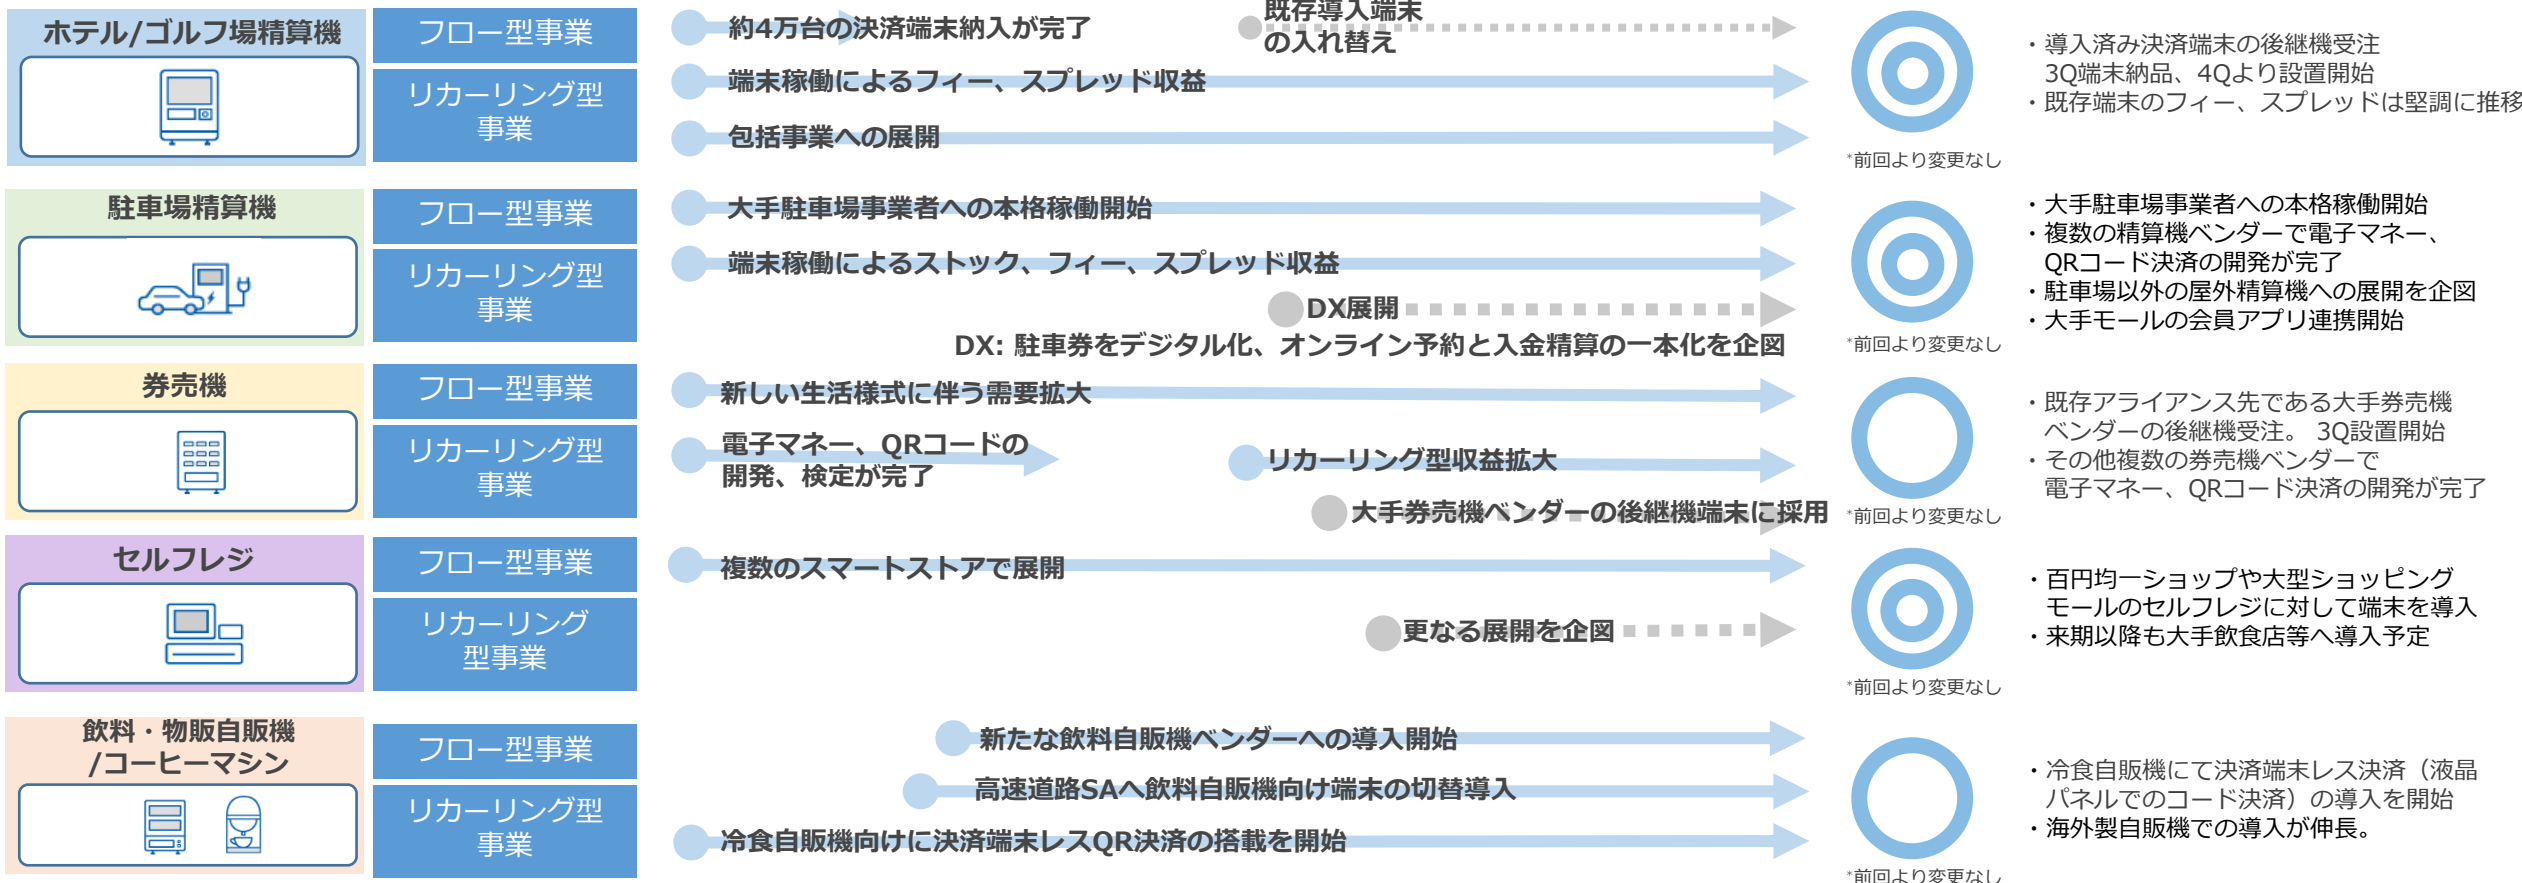 ホテル/ゴルフ場精算機
フロー型事業
リカーリング型
事業
約4万台の決済端末納入が完了
既存導入端末
の入れ替え
端末稼働によるフィー、スプレッド収益
包括事業への展開
*前回より変更なし
・導入済み決済端末の後継機受注
3Q端末納品、4Qより設置開始
・既存端末のフィー、スプレッドは堅調に推移
駐車場精算機
フロー型事業
リカーリング型
事業
大手駐車場事業者への本格稼働開始
端末稼働によるストック、フィー、スプレッド収益
DX展開
DX: 駐車券をデジタル化、オンライン予約と入金精算の一本化を企図
*前回より変更なし
・大手駐車場事業者への本格稼働開始
・複数の精算機ベンダーで電子マネー、
QRコード決済の開発が完了
・駐車場以外の屋外精算機への展開を企図
・大手モールの会員アプリ連携開始
券売機
フロー型事業
リカーリング型
事業
新しい生活様式に伴う需要拡大
電子マネー、QRコードの
開発、検定が完了
リカーリング型収益拡大
大手券売機ベンダーの後継機端末に採用
*前回より変更なし
・既存アライアンス先である大手券売機
ベンダーの後継機受注。 3Q設置開始
・その他複数の券売機ベンダーで
電子マネー、QRコード決済の開発が完了
セルフレジ
フロー型事業
リカーリング
型事業
複数のスマートストアで展開
更なる展開を企図
*前回より変更なし
・百円均一ショップや大型ショッピング
モールのセルフレジに対して端末を導入
・来期以降も大手飲食店等へ導入予定
飲料・物販自販機
/コーヒーマシン
フロー型事業
リカーリング型
事業
新たな飲料自販機ベンダーへの導入開始
高速道路SAへ飲料自販機向け端末の切替導入
冷食自販機向けに決済端末レスQR決済の搭載を開始
*前回より変更なし
・冷食自販機にて決済端末レス決済（液晶
パネルでのコード決済）の導入を開始
・海外製自販機での導入が伸長。